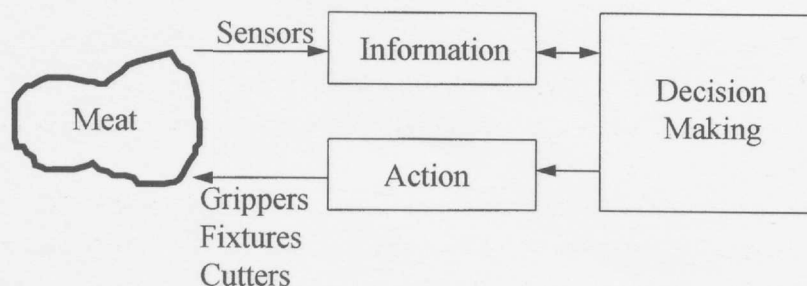 Sensors
Information
Meat
Decision
Making
Action
Grippers
Fixtures
Cutters